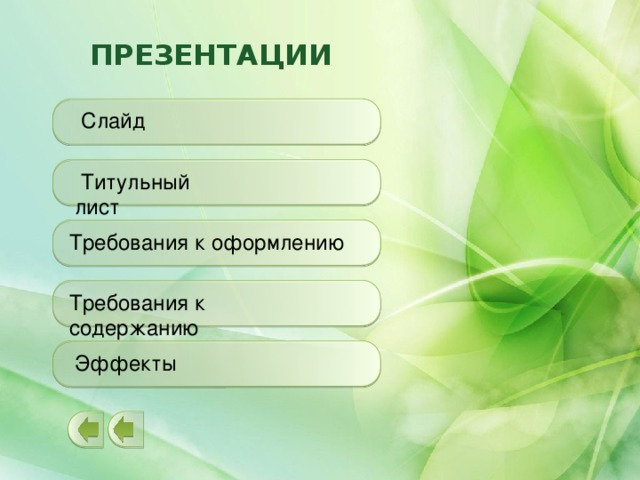 ПРЕЗЕНТАЦИИ
Слайд
Титульный
лист
Требования к оформлению
Требования к
содержанию
Эффекты